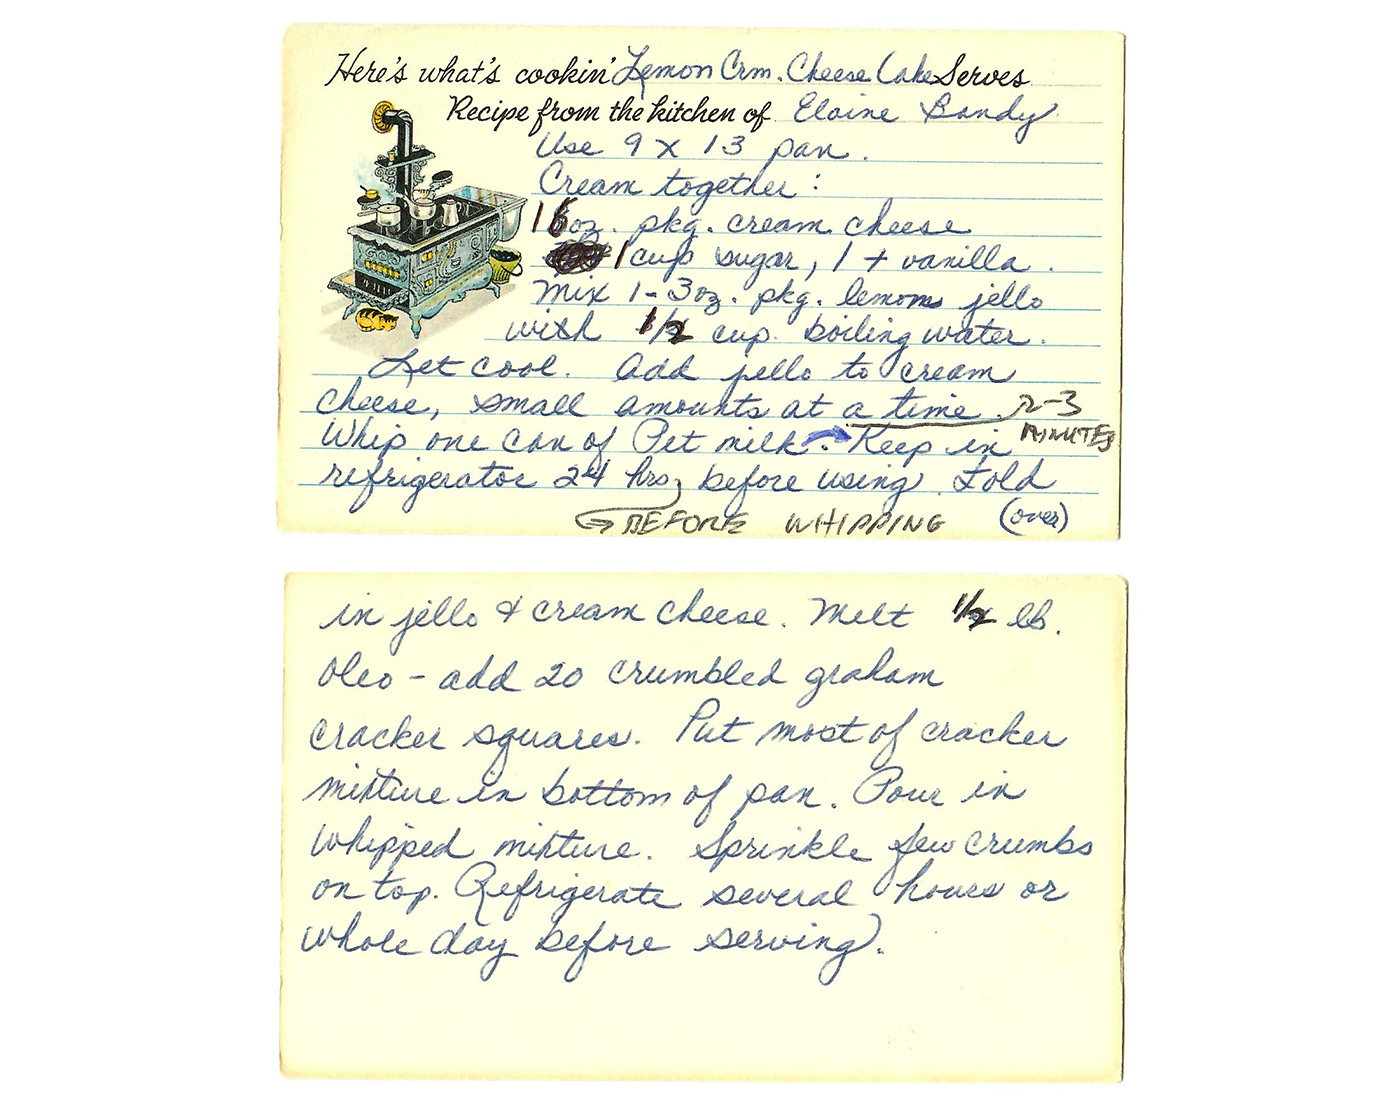 Here's what's cookin' Lemon Crm. Cheese Cake Serves
Recipe from the kitchen of Elaine Bandy
Use 9 x 13 pan.
Cream together:
1 8oz. pkg. cream cheese
1 cup sugar, 1 t vanilla.
Mix 1-3oz. pkg. lemon jello
with 1/2 cup boiling water.
Let cool. Add jello to cream
cheese, small amounts at a time. 2-3
MINUTES
Whip one can of Pet milk. Keep in
refrigerator 24 hrs, before using. Fold
BEFORE WHIPPING (over)
in jello & cream cheese. Melt 1/2 lb.
Oleo - add 20 crumbled graham
cracker squares. Put most of cracker
mixture in bottom of pan. Pour in
whipped mixture. Sprinkle few crumbs
on top. Refrigerate several hours or
whole day before serving.